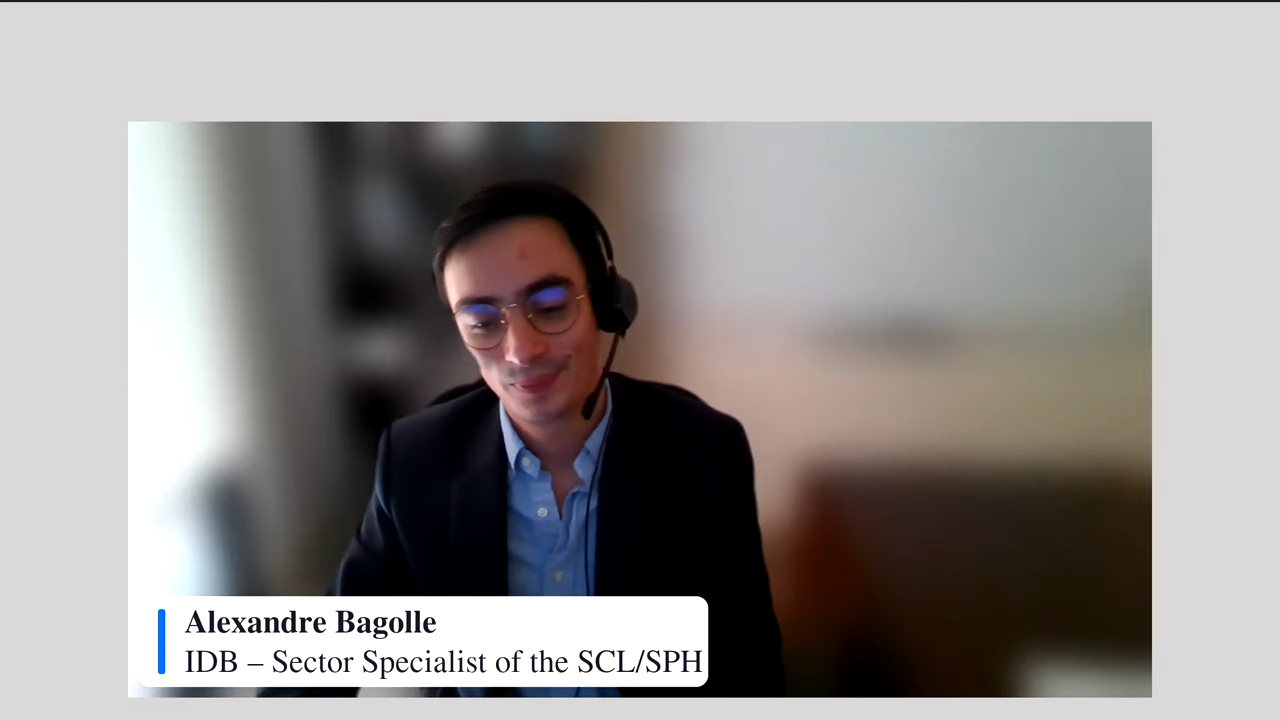 Alexandre Bagolle
IDB – Sector Specialist of the SCL/SPH